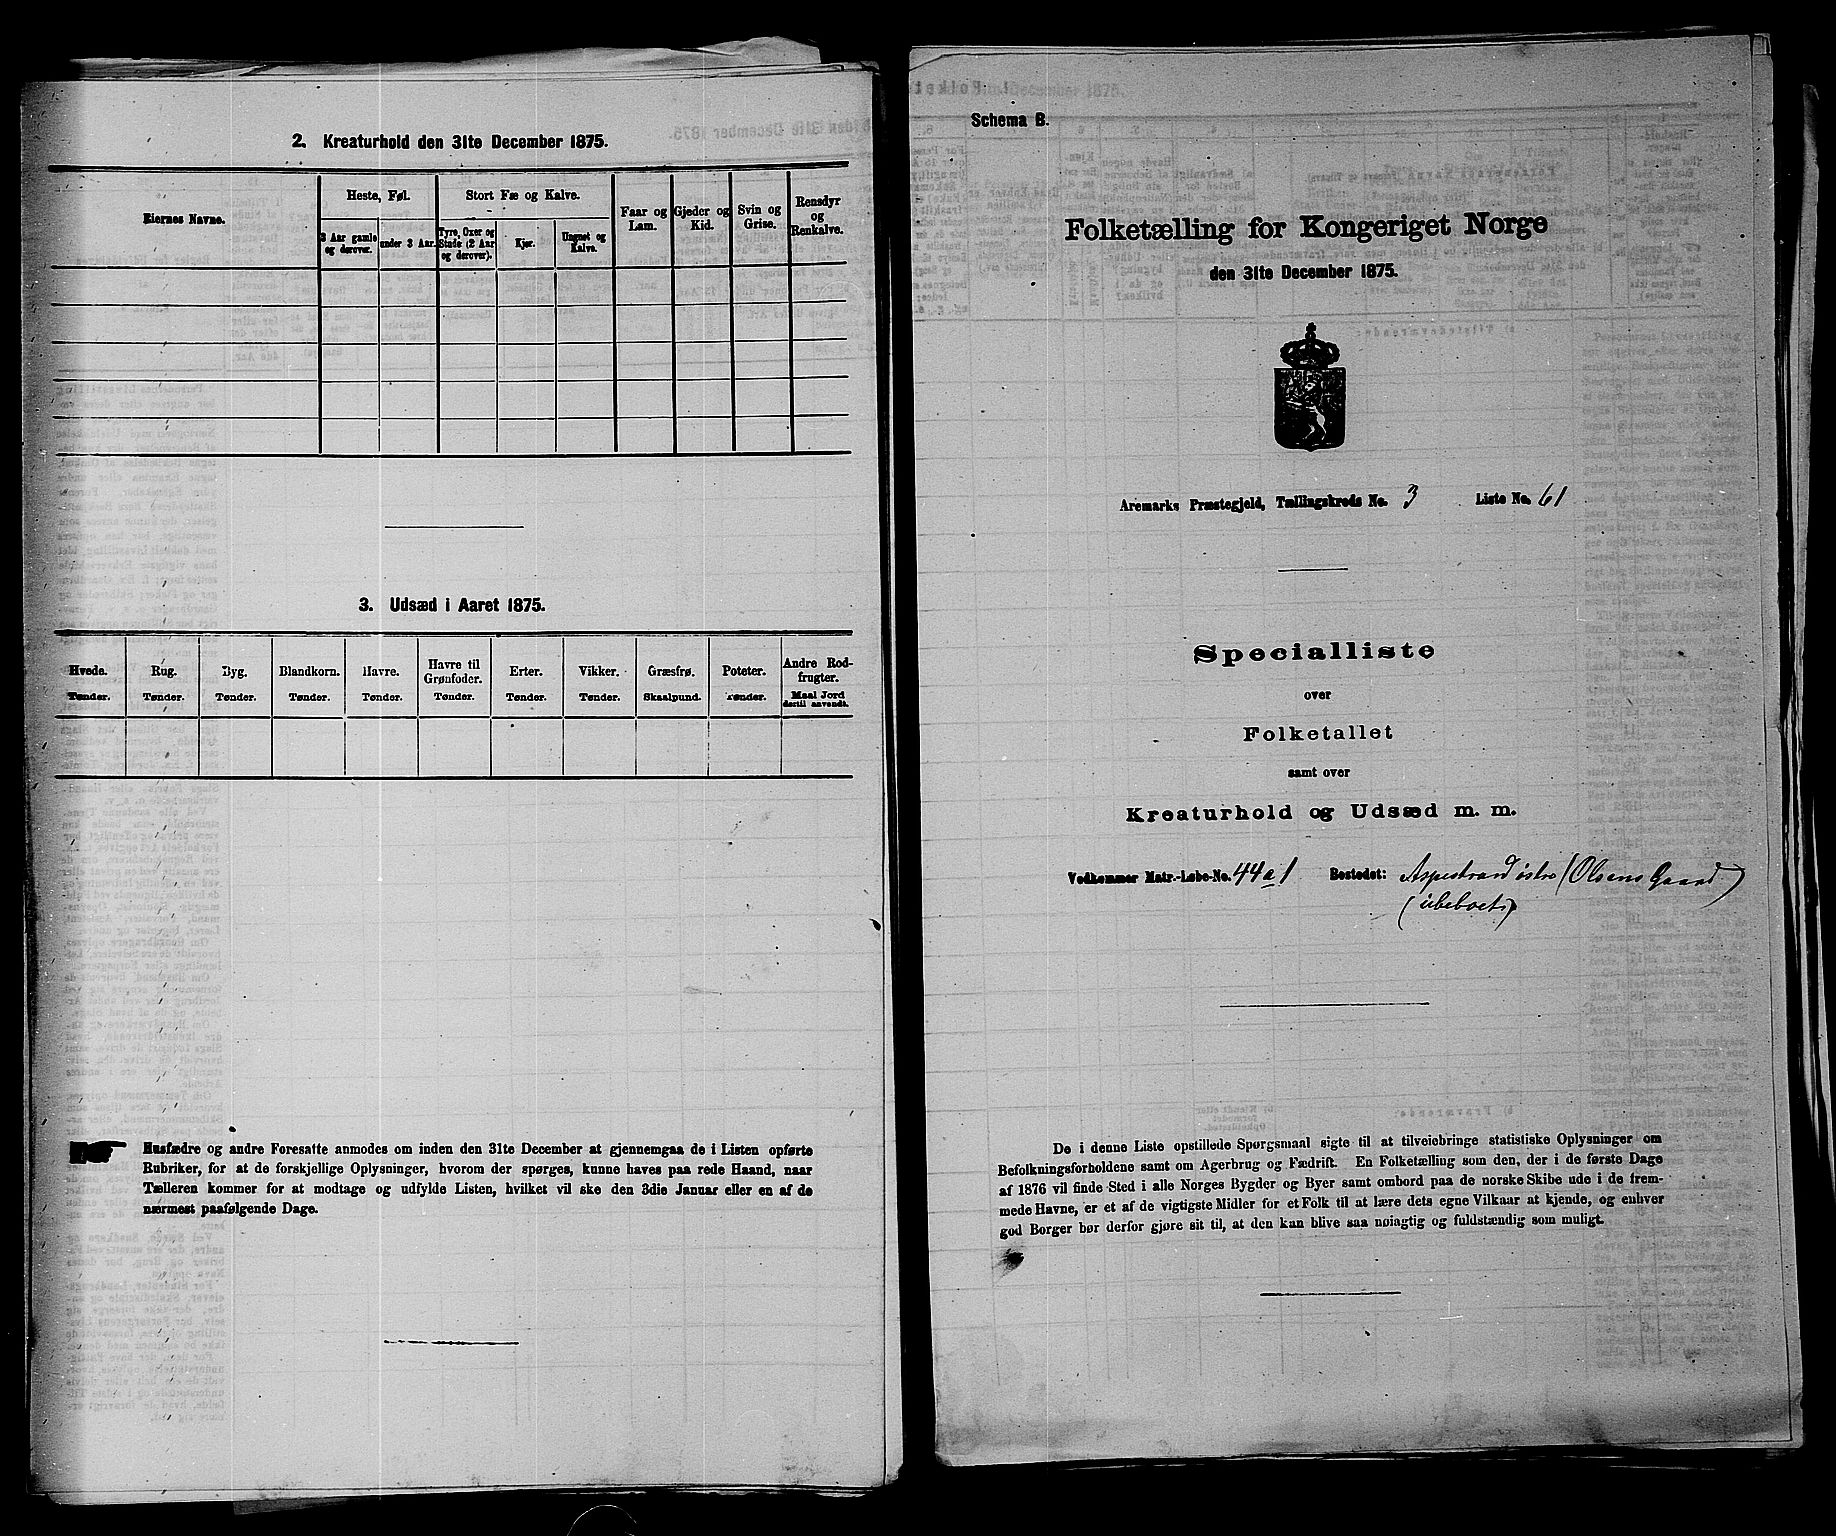 2. Kreaturhold den 31te December 1875.
Eiernes Navne.
Heste, Føl.
3 Aar gamle og derover.
under 3 Aar.
Stort Fæ og Kalve.
Tyre, Oxer og Stude (2 Aar og derover).
Kjør.
Ungnøt og Kalve.
Faar og Lam.
Gjeder og Kid.
Svin og Grise.
Rensdyr og Renkalve.
3. Udsæd i Aaret 1875.
Hvede. Tønder.
Rug. Tønder.
Byg. Tønder.
Blandkorn. Tønder.
Havre. Tønder.
Havre til Grønfoder. Tønder.
Erter. Tønder.
Vikker. Tønder.
Græsfrø. Skaalpund.
Poteter. Tønder.
Andre Rodfrugter. Maal Jord dertil anvendt.
Husfædre og andre Foresatte anmodes om inden den 31te December at gjennemgaa de i Listen opførte
Rubriker, for at de forskjellige Oplysninger, hvorom der spørges, kunne haves paa rede Haand, naar
Tælleren kommer for at modtage og udfylde Listen, hvilket vil ske den 3die Januar eller en af de
nærmest paafølgende Dage.
Schema B.
Folketælling for Kongeriget Norge
den 31te December 1875.
Aremarks Præstegjeld, Tællingskreds No. 3 Liste No. 61
Specialliste
over
Folketallet
samt over
Kreaturhold og Udsæd m. m.
Vedkommer Matr.-Løbe-No. 44a1 Bostedet: Aspestrand østre (Olsens Gaard)
(ubeboet)
De i denne Liste opstillede Spørgsmaal sigte til at tilveiebringe statistiske Oplysninger om
Befolkningsforholdene samt om Agerbrug og Fædrift. En Folketælling som den, der i de første Dage
af 1876 vil finde Sted i alle Norges Bygder og Byer samt ombord paa de norske Skibe ude i de frem-
mede Havne, er et af de vigtigste Midler for et Folk til at lære dets egne Vilkaar at kjende, og enhver
god Borger bør derfor gjøre sit til, at den kan blive saa nøiagtig og fuldstændig som muligt.